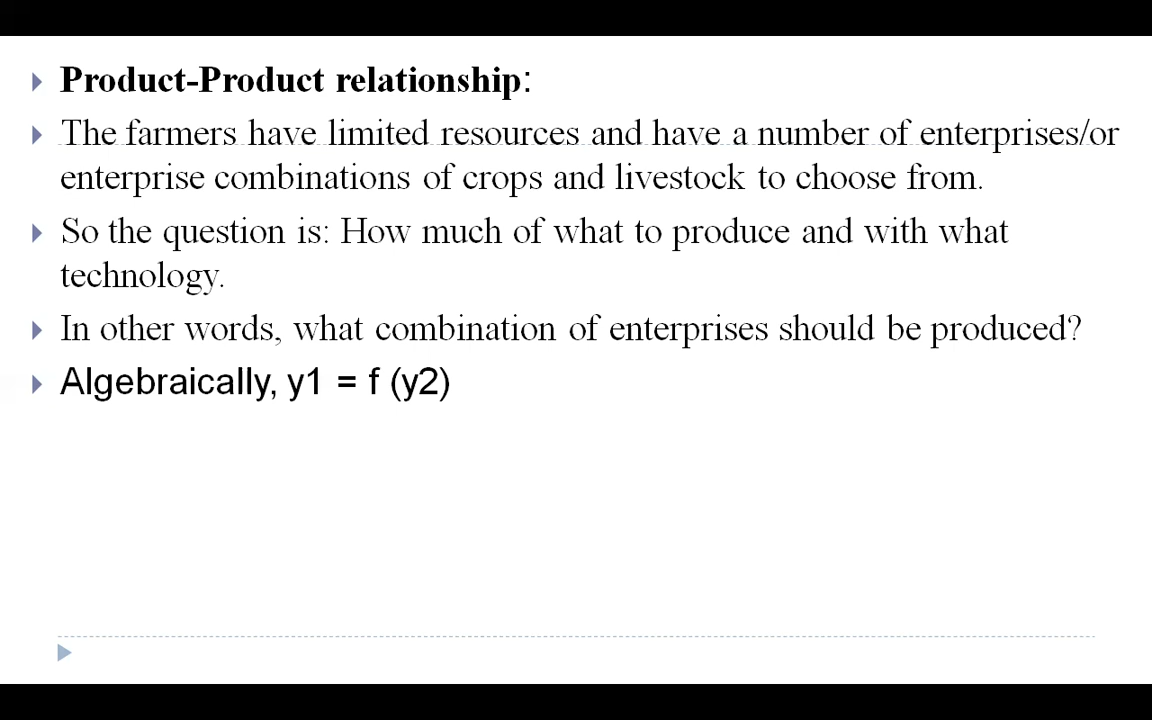 Product-Product relationship:
The farmers have limited resources and have a number of enterprises/or
enterprise combinations of crops and livestock to choose from.
So the question is: How much of what to produce and with what
technology.
In other words, what combination of enterprises should be produced?
Algebraically, y1 = f (y2)